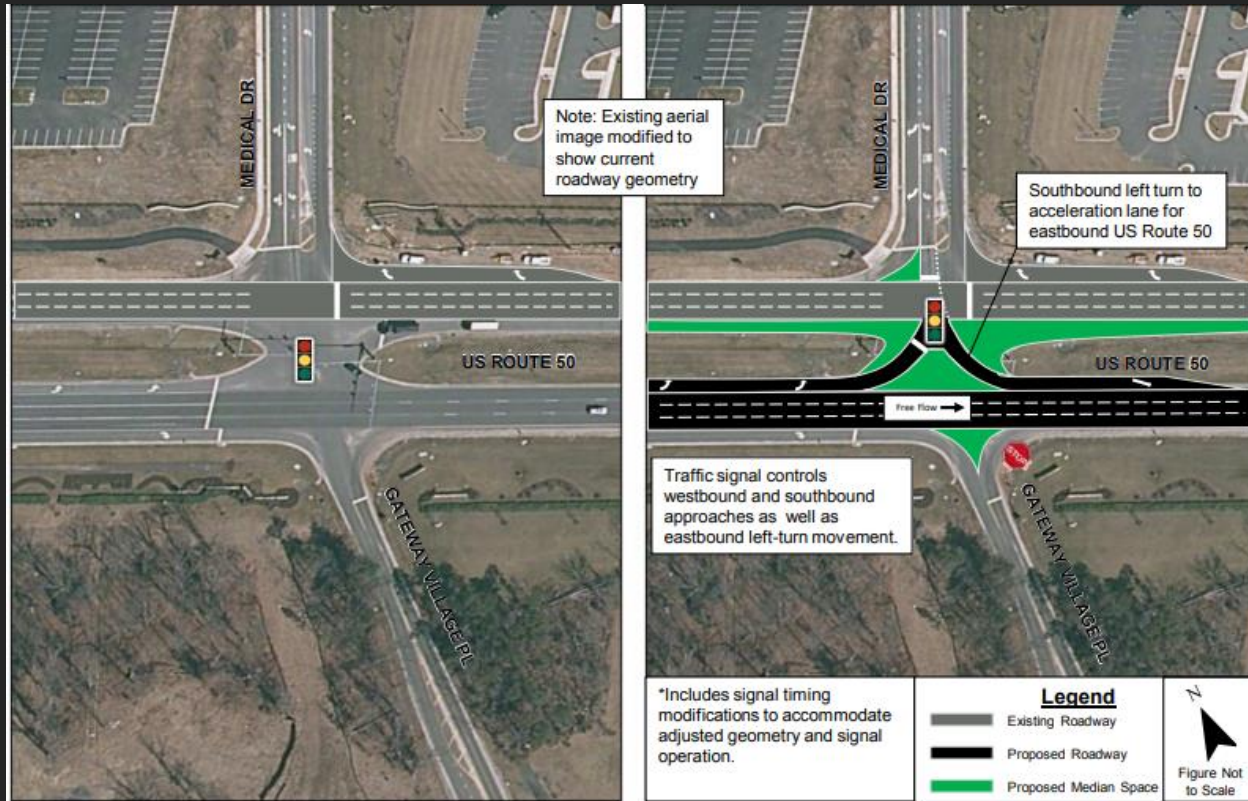 MEDICAL DR
Note: Existing aerial
image modified to
show current
roadway geometry
US ROUTE 50
GATEWAY VILLAGE PL
MEDICAL DR
Southbound left turn to
acceleration lane for
eastbound US Route 50
US ROUTE 50
Free Flow
STOP
Traffic signal controls
westbound and southbound
approaches as well as
eastbound left-turn movement.
GATEWAY VILLAGE PL
*Includes signal timing
modifications to accommodate
adjusted geometry and signal
operation.
Legend
Existing Roadway
Proposed Roadway
Proposed Median Space
N
Figure Not
to Scale